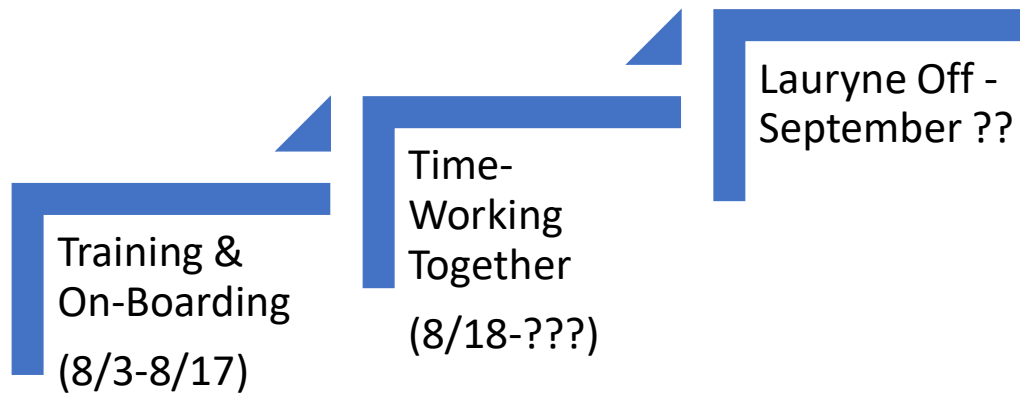 Training &
On-Boarding
(8/3-8/17)
Time-
Working
Together
(8/18-???)
Lauryne Off -
September ??